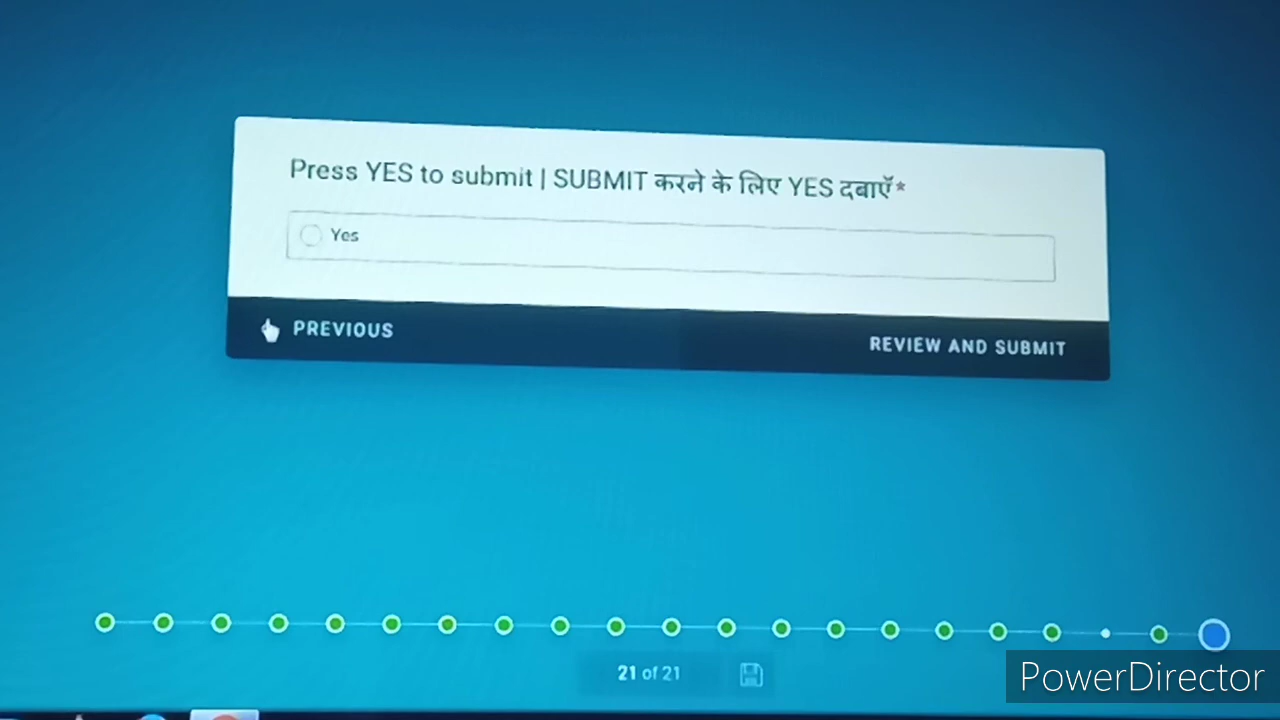 Press YES to submit | SUBMIT करने के लिए YES दबाएँ*
Yes
PREVIOUS
REVIEW AND SUBMIT
21 of 21
PowerDirector